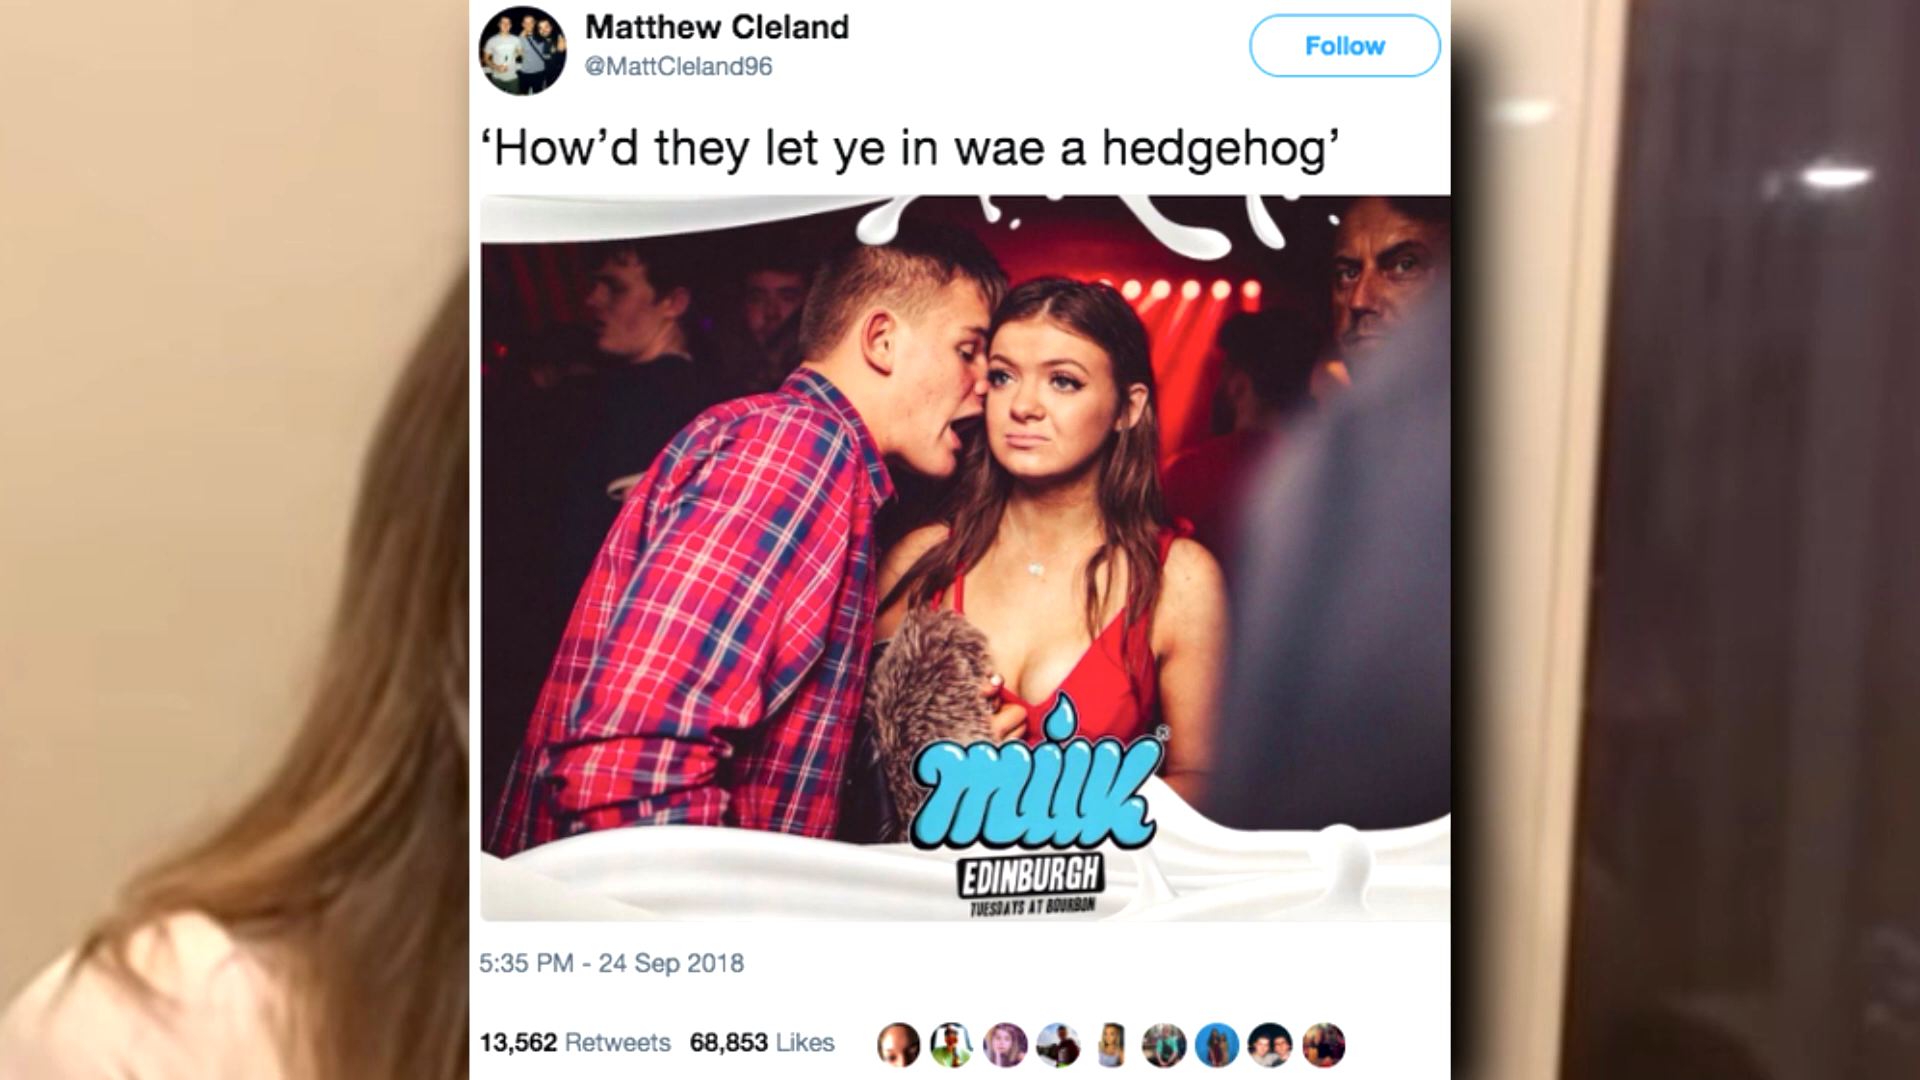 Matthew Cleland
@MattCleland96
Follow
‘How’d they let ye in wae a hedgehog’
milk
®
EDINBURGH
TUESDAYS AT BOURBON
5:35 PM - 24 Sep 2018
13,562 Retweets 68,853 Likes